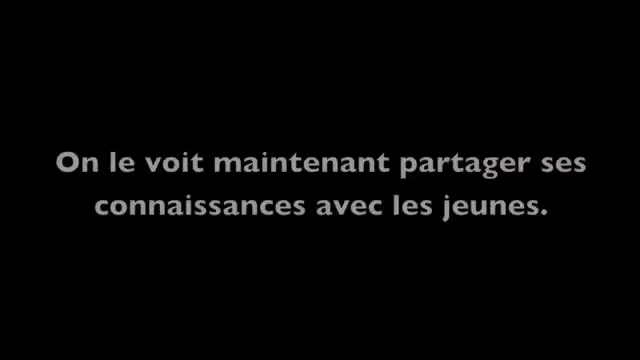 On le voit maintenant partager ses
connaissances avec les jeunes.